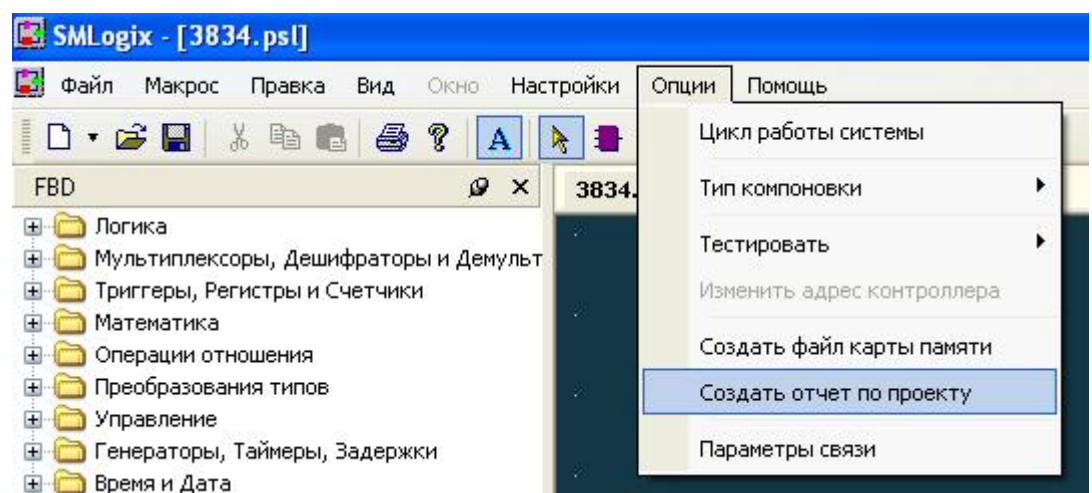 SMLogix - [3834.psl]
Файл Макрос Правка Вид Окно Настройки Опции Помощь
A
FBD
3834.
Логика
Мультиплексоры, Дешифраторы и Демульт
Триггеры, Регистры и Счетчики
Математика
Операции отношения
Преобразования типов
Управление
Генераторы, Таймеры, Задержки
Время и Дата
Цикл работы системы
Тип компоновки
Тестировать
Изменить адрес контроллера
Создать файл карты памяти
Создать отчет по проекту
Параметры связи